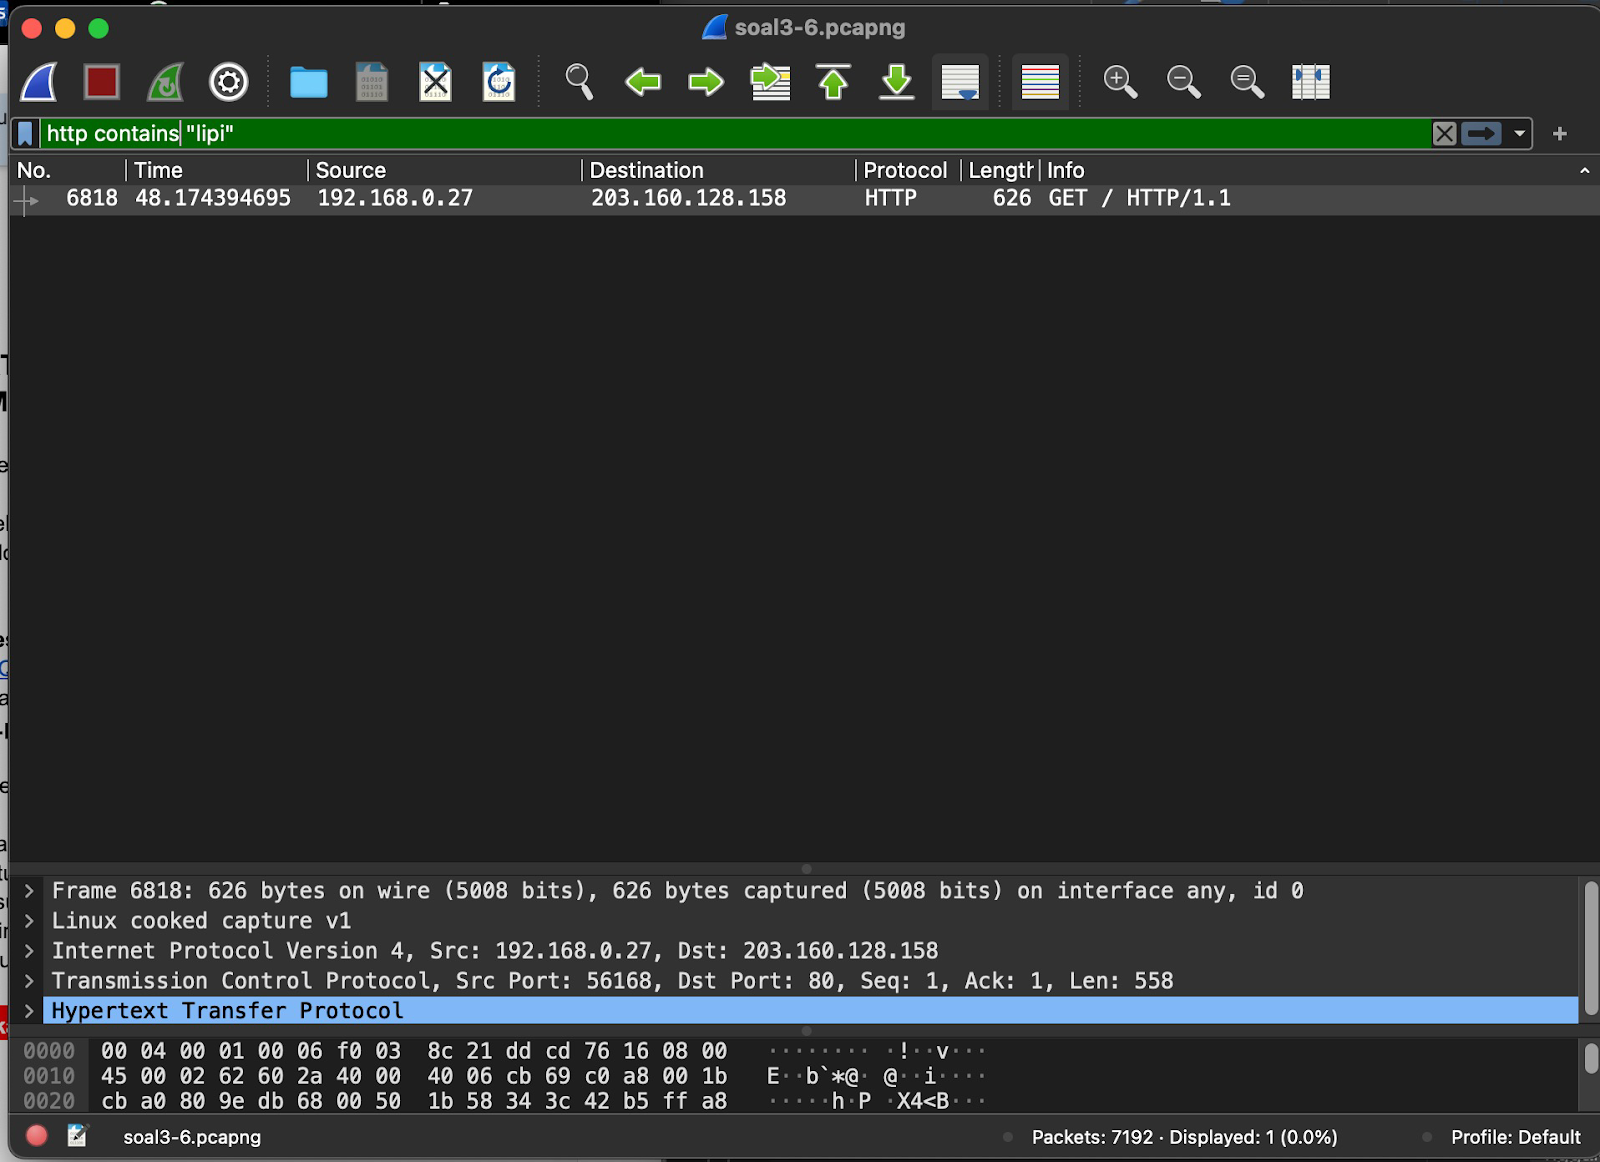 soal3-6.pcapng
http contains "lipi"
No. Time Source Destination Protocol Length Info
6818 48.174394695 192.168.0.27 203.160.128.158 HTTP 626 GET / HTTP/1.1
Frame 6818: 626 bytes on wire (5008 bits), 626 bytes captured (5008 bits) on interface any, id 0
Linux cooked capture v1
Internet Protocol Version 4, Src: 192.168.0.27, Dst: 203.160.128.158
Transmission Control Protocol, Src Port: 56168, Dst Port: 80, Seq: 1, Ack: 1, Len: 558
Hypertext Transfer Protocol
0000 00 04 00 01 00 06 f0 03 8c 21 dd cd 76 16 08 00 ········ ·!··v···
0010 45 00 02 62 60 2a 40 00 40 06 cb 69 c0 a8 00 1b E··b`*@· @··i····
0020 cb a0 80 9e db 68 00 50 1b 58 34 3c 42 b5 ff a8 ·····h·P ·X4<B···
soal3-6.pcapng Packets: 7192 · Displayed: 1 (0.0%) Profile: Default